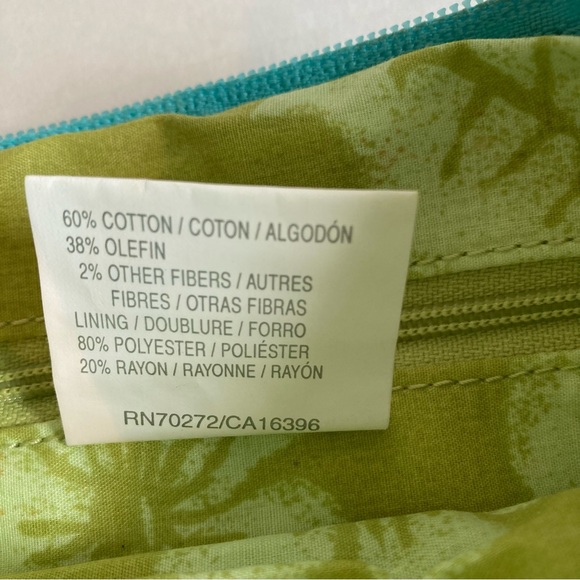 60% COTTON / COTON / ALGODÓN
38% OLEFIN
2% OTHER FIBERS / AUTRES
FIBRES / OTRAS FIBRAS
LINING / DOUBLURE / FORRO
80% POLYESTER / POLIÉSTER
20% RAYON / RAYONNE / RAYÓN
RN70272/CA16396